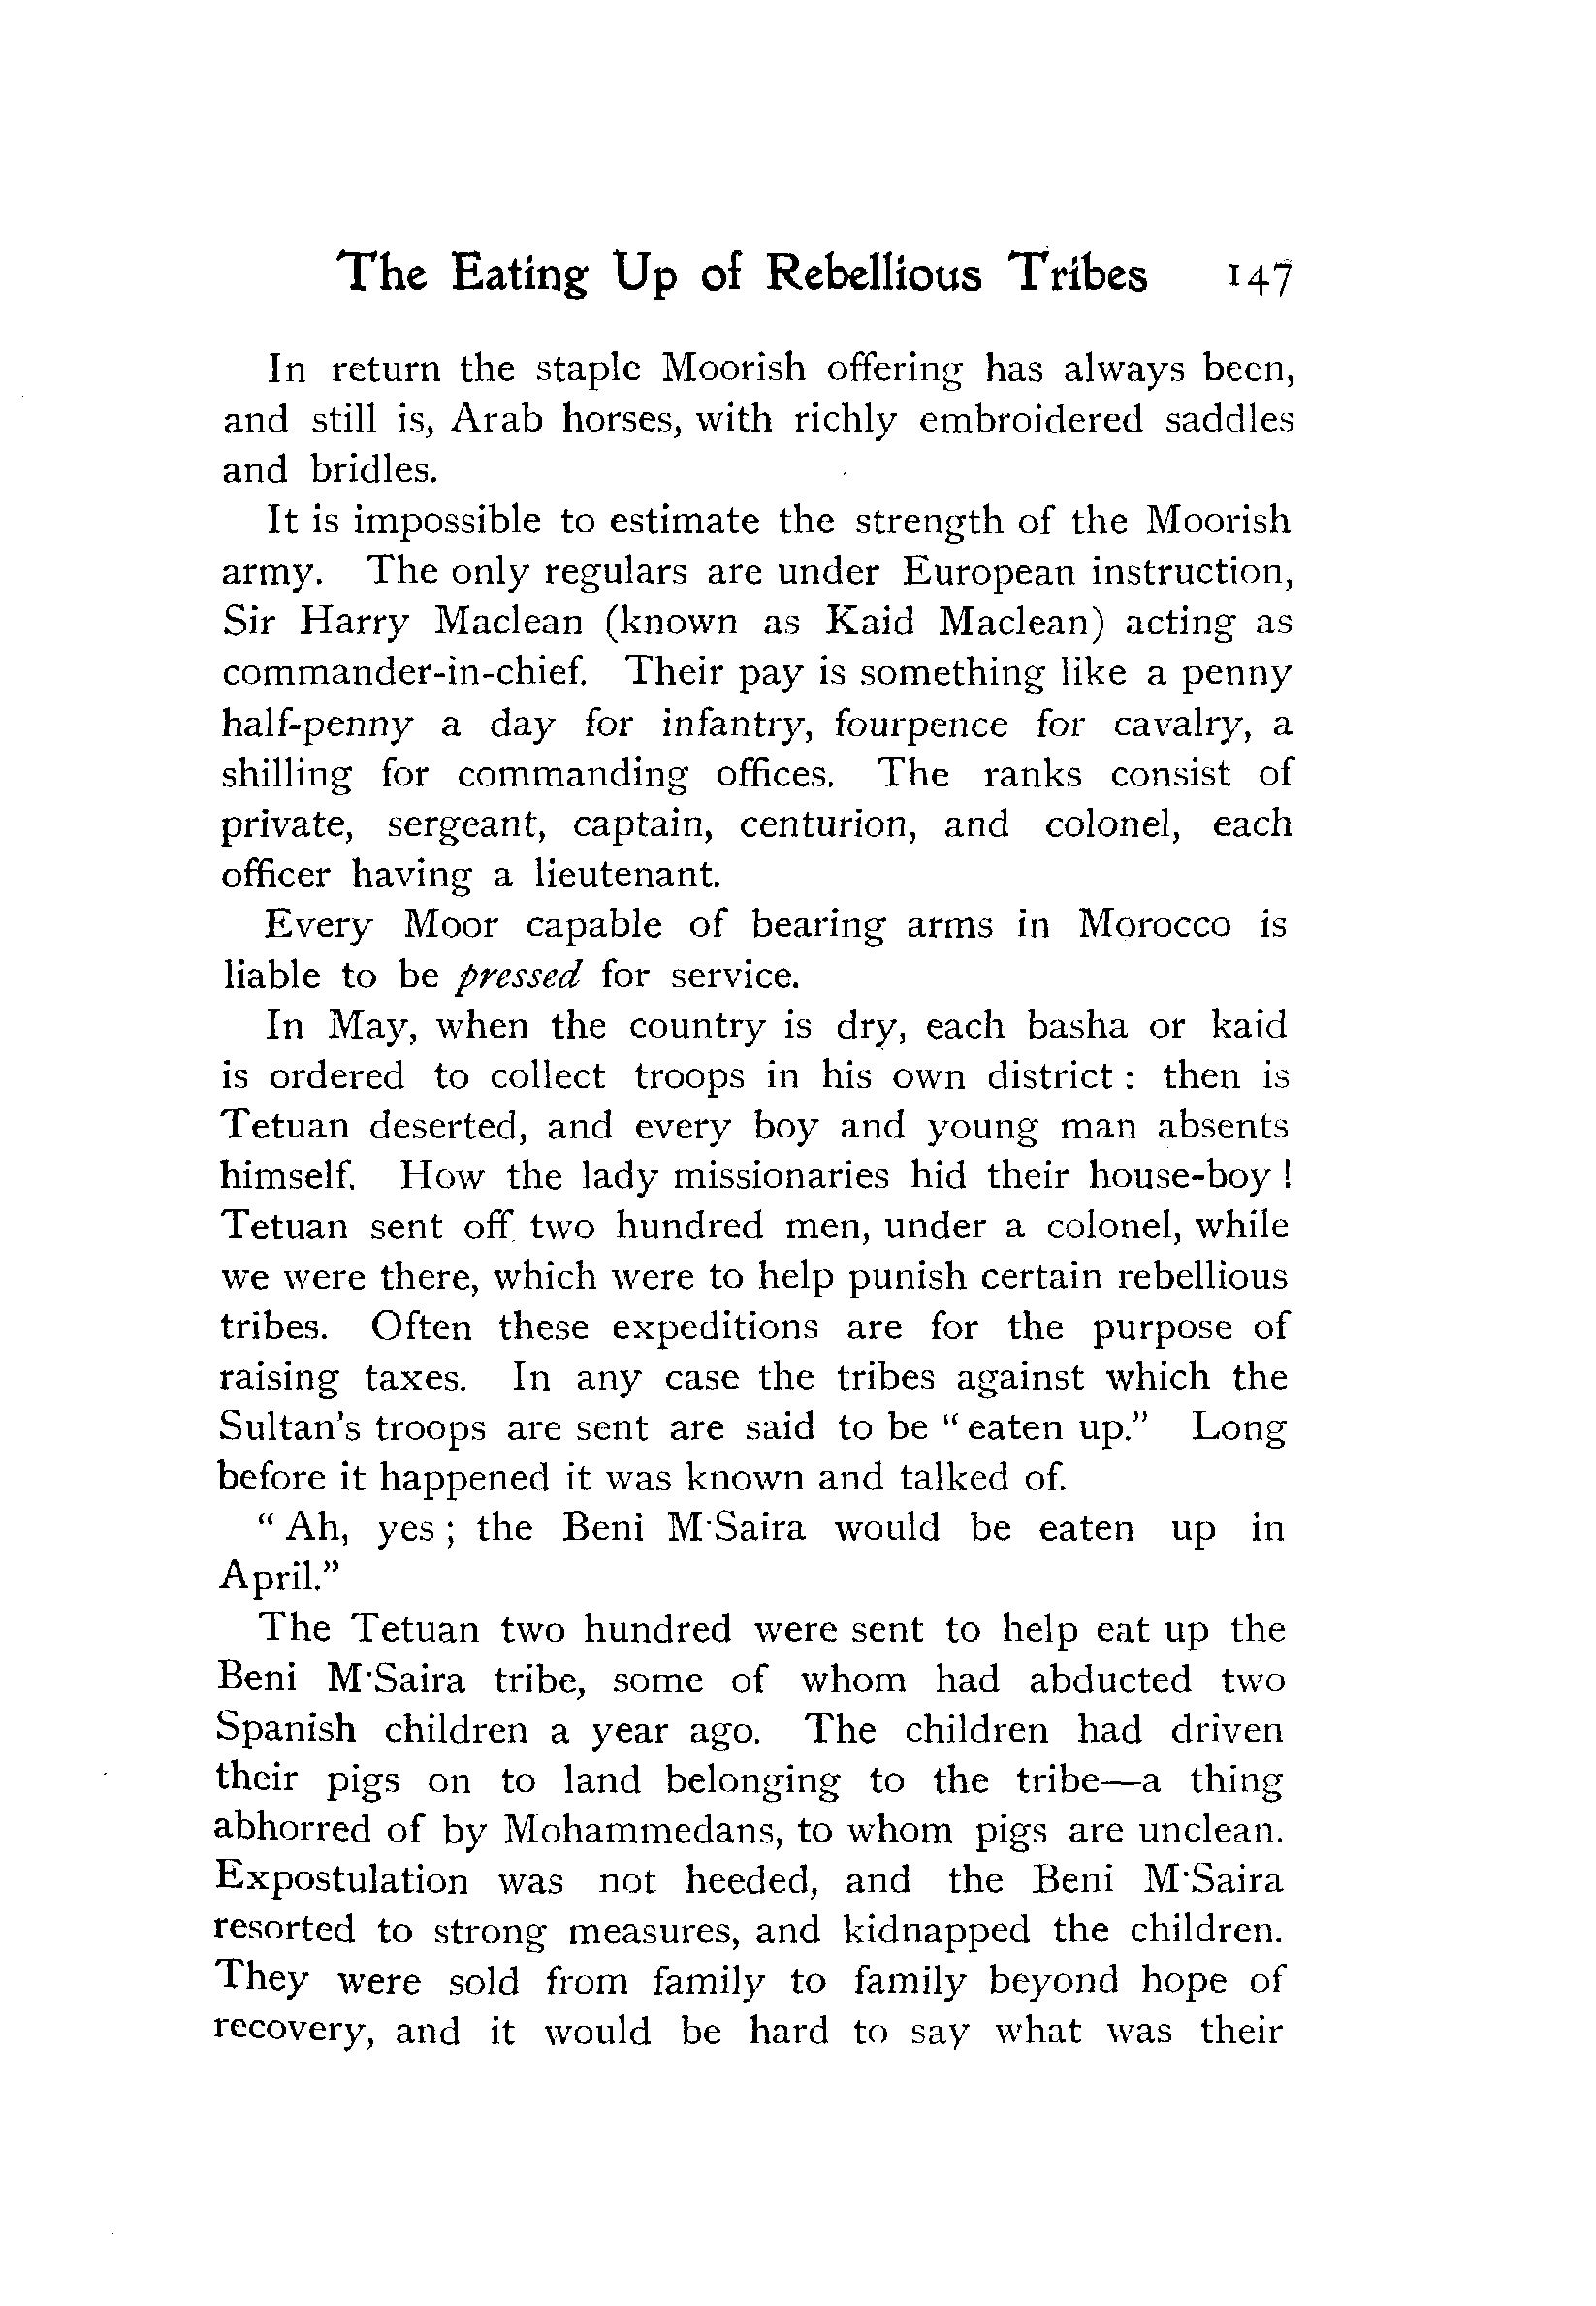 The Eating Up of Rebellious Tribes 147
In return the staple Moorish offering has always been,
and still is, Arab horses, with richly embroidered saddles
and bridles.
It is impossible to estimate the strength of the Moorish
army. The only regulars are under European instruction,
Sir Harry Maclean (known as Kaid Maclean) acting as
commander-in-chief. Their pay is something like a penny
half-penny a day for infantry, fourpence for cavalry, a
shilling for commanding offices. The ranks consist of
private, sergeant, captain, centurion, and colonel, each
officer having a lieutenant.
Every Moor capable of bearing arms in Morocco is
liable to be pressed for service.
In May, when the country is dry, each basha or kaid
is ordered to collect troops in his own district : then is
Tetuan deserted, and every boy and young man absents
himself. How the lady missionaries hid their house-boy !
Tetuan sent off two hundred men, under a colonel, while
we were there, which were to help punish certain rebellious
tribes. Often these expeditions are for the purpose of
raising taxes. In any case the tribes against which the
Sultan's troops are sent are said to be “ eaten up.” Long
before it happened it was known and talked of.
“ Ah, yes ; the Beni M·Saira would be eaten up in
April.”
The Tetuan two hundred were sent to help eat up the
Beni M·Saira tribe, some of whom had abducted two
Spanish children a year ago. The children had driven
their pigs on to land belonging to the tribe—a thing
abhorred of by Mohammedans, to whom pigs are unclean.
Expostulation was not heeded, and the Beni M·Saira
resorted to strong measures, and kidnapped the children.
They were sold from family to family beyond hope of
recovery, and it would be hard to say what was their